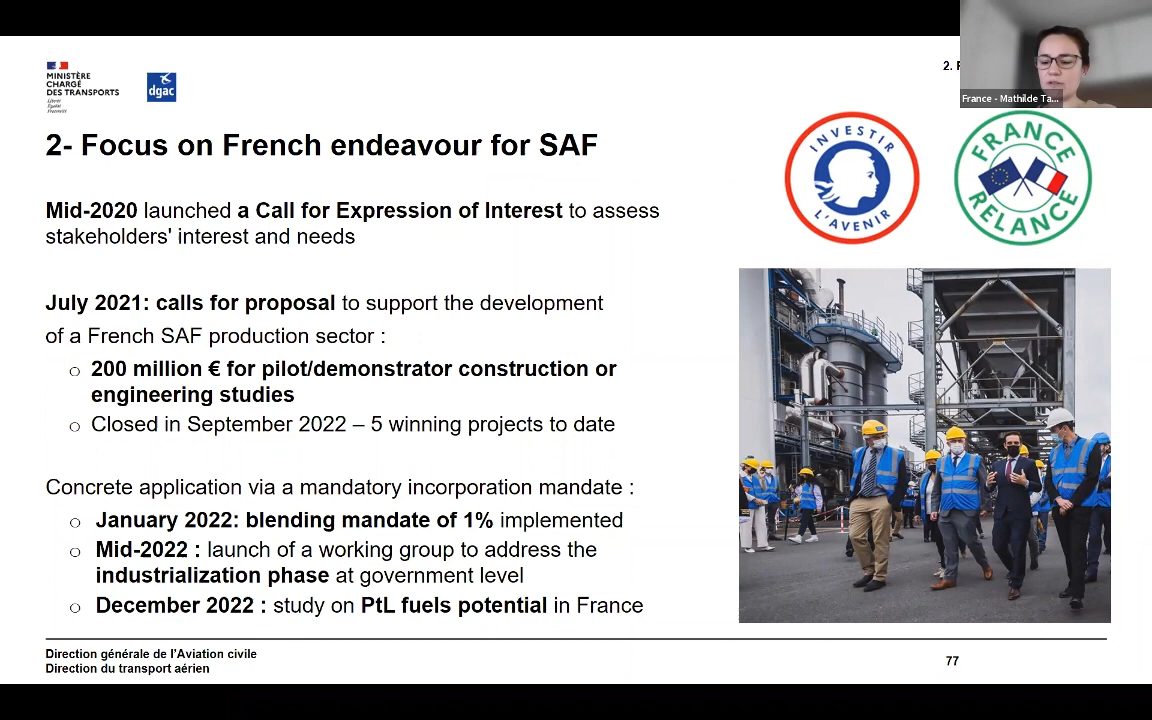 2.
France - Mathilde Ta...
MINISTÈRE
CHARGÉ
DES TRANSPORTS
Liberté
Égalité
Fraternité
dgac
2- Focus on French endeavour for SAF
INVESTIR
L'AVENIR
FRANCE
RELANCE
Mid-2020 launched a Call for Expression of Interest to assess
stakeholders' interest and needs
July 2021: calls for proposal to support the development
of a French SAF production sector :
o 200 million € for pilot/demonstrator construction or
engineering studies
o Closed in September 2022 – 5 winning projects to date
Concrete application via a mandatory incorporation mandate :
o January 2022: blending mandate of 1% implemented
o Mid-2022 : launch of a working group to address the
industrialization phase at government level
o December 2022 : study on PtL fuels potential in France
Direction générale de l'Aviation civile
Direction du transport aérien
77